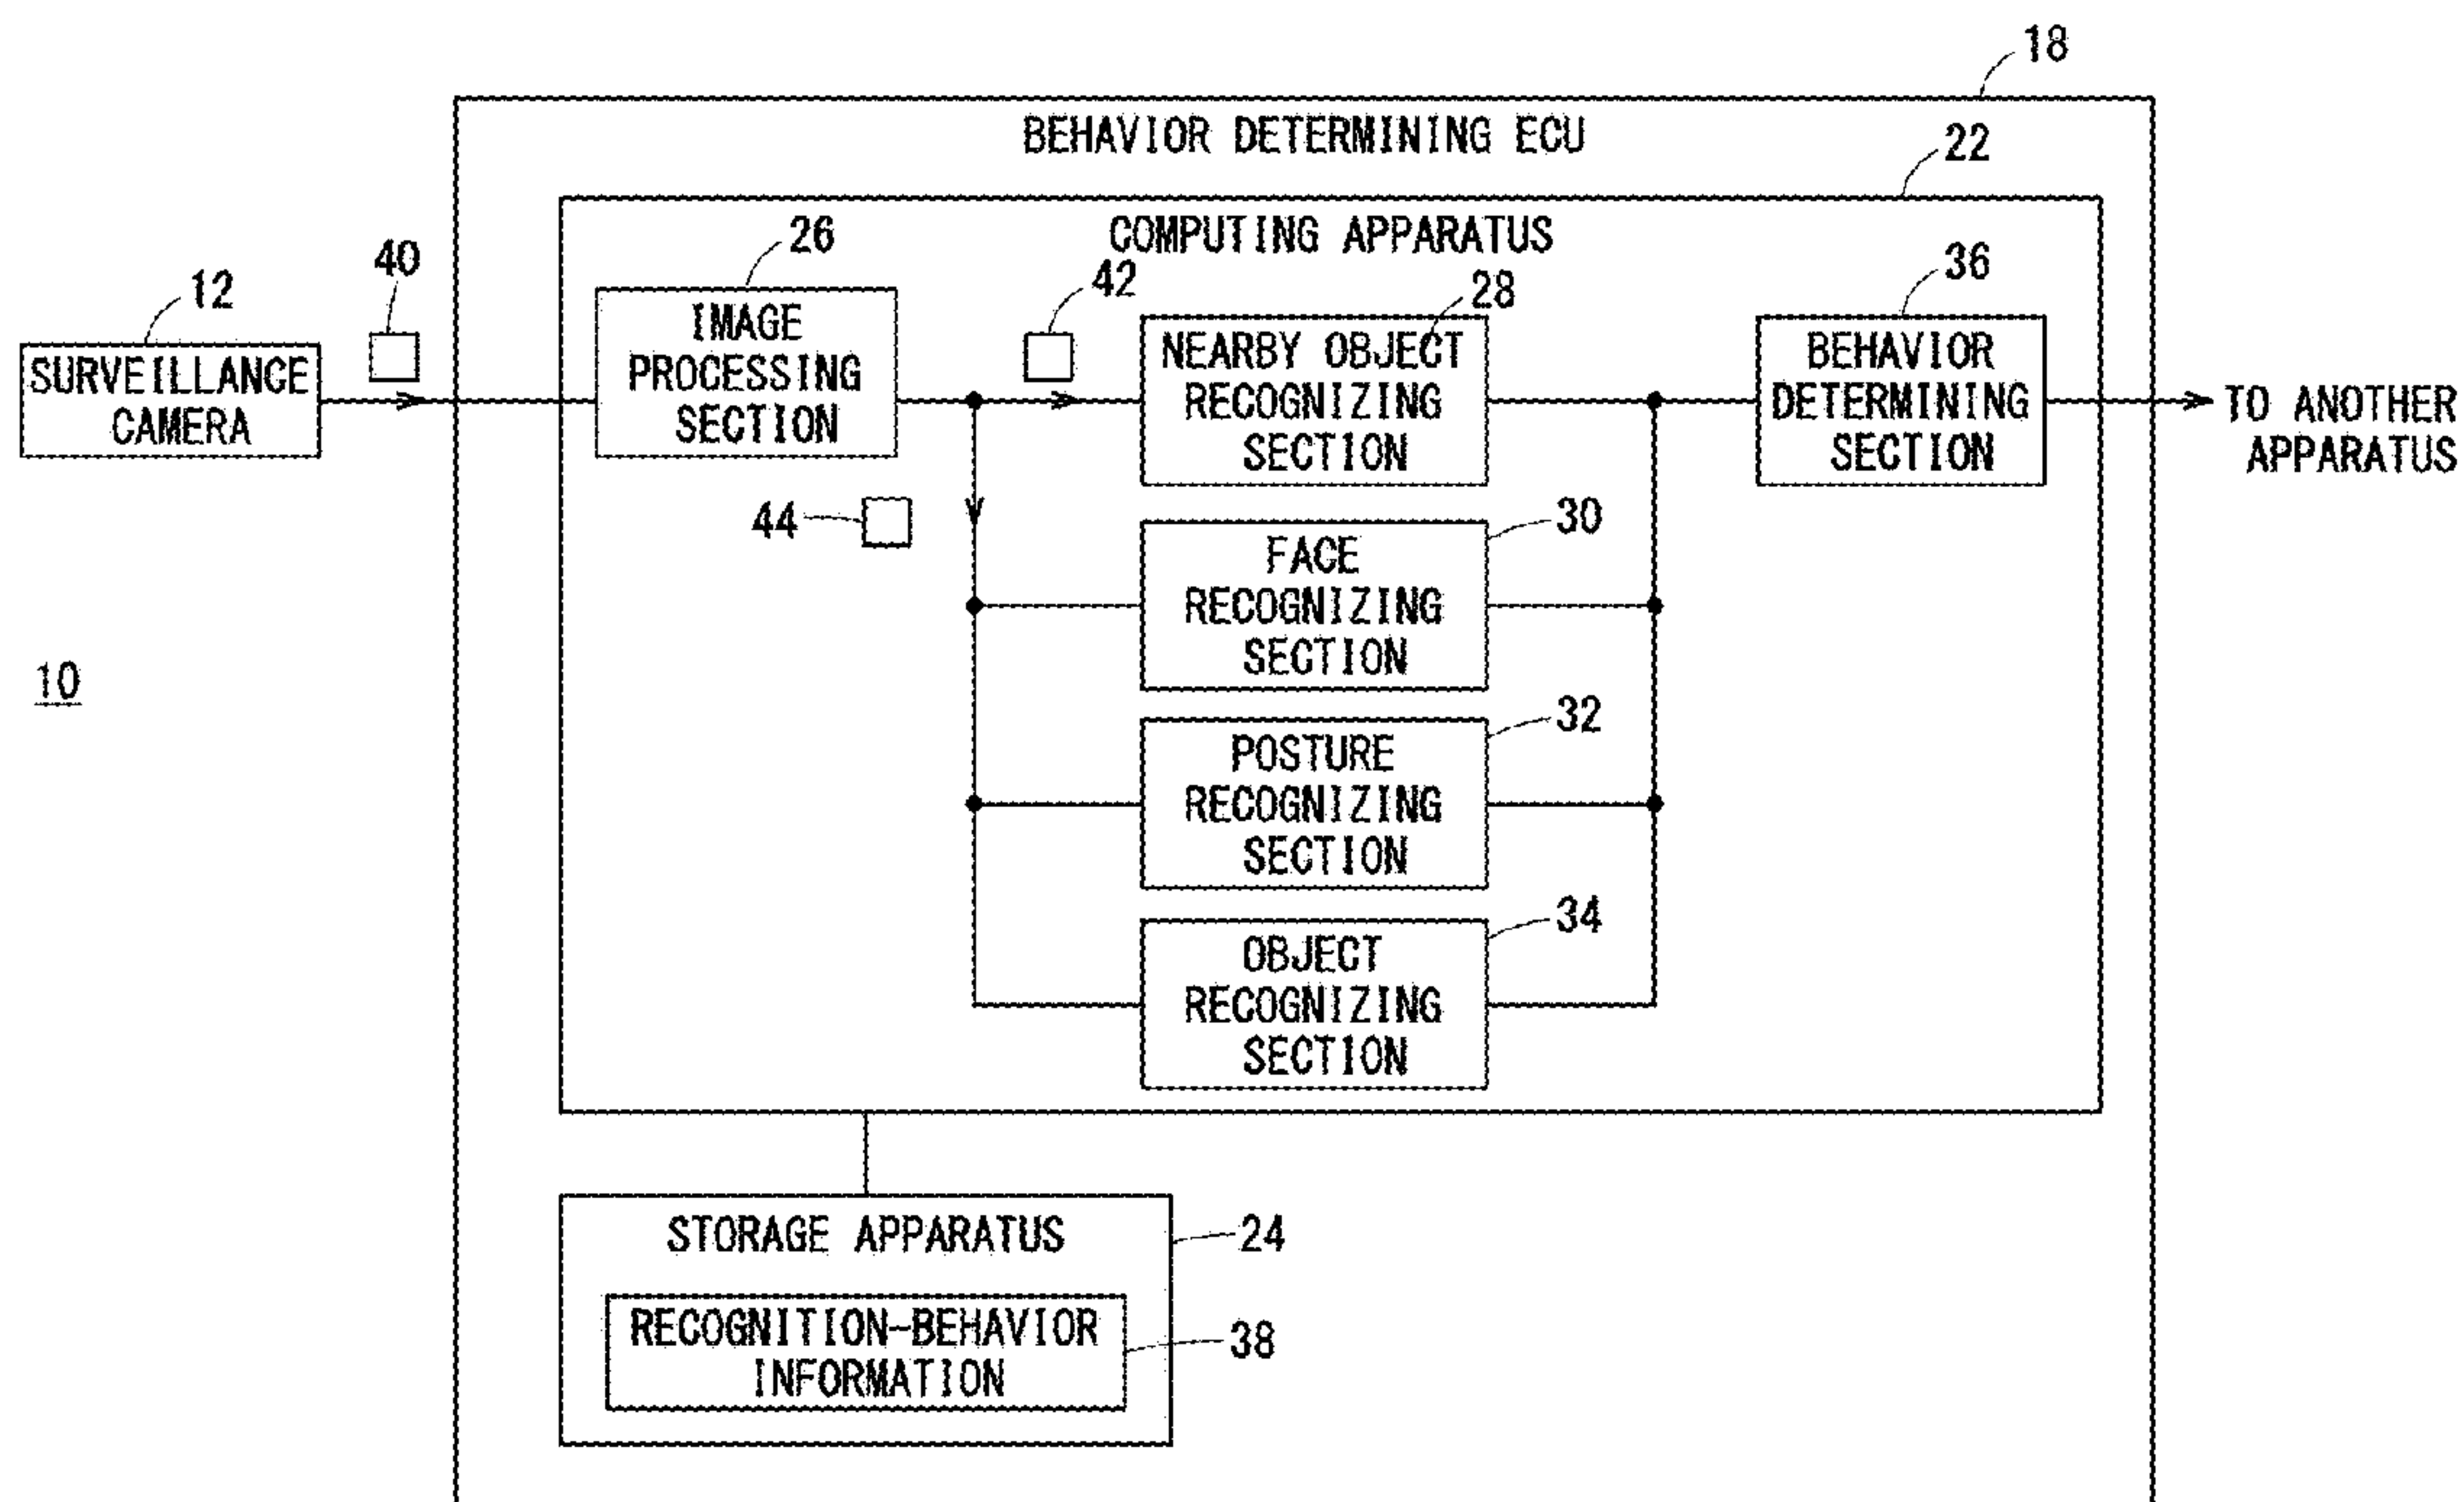 18
BEHAVIOR DETERMINING ECU
22
COMPUTING APPARATUS
26
40
12
42
28
36
SURVEILLANCE
CAMERA
IMAGE
PROCESSING
SECTION
NEARBY OBJECT
RECOGNIZING
SECTION
BEHAVIOR
DETERMINING
SECTION
TO ANOTHER
APPARATUS
44
30
FACE
RECOGNIZING
SECTION
10
32
POSTURE
RECOGNIZING
SECTION
34
OBJECT
RECOGNIZING
SECTION
STORAGE APPARATUS
24
RECOGNITION-BEHAVIOR
INFORMATION
38